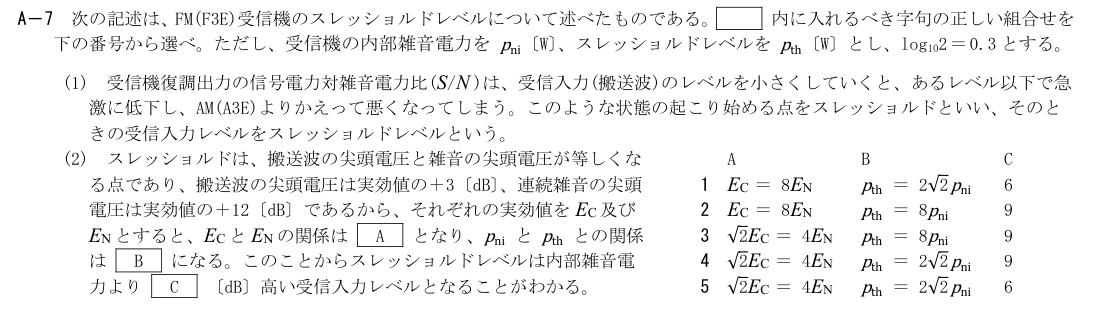 A－7　次の記述は、FM(F3E)受信機のスレッショルドレベルについて述べたものである。　　　内に入れるべき字句の正しい組合せを
下の番号から選べ。ただし、受信機の内部雑音電力を pni〔W〕、スレッショルドレベルを pth〔W〕とし、log₁₀2＝0.3とする。
(1)　受信機復調出力の信号電力対雑音電力比(S/N)は、受信入力(搬送波)のレベルを小さくしていくと、あるレベル以下で急
激に低下し、AM(A3E)よりかえって悪くなってしまう。このような状態の起こり始める点をスレッショルドといい、そのと
きの受信入力レベルをスレッショルドレベルという。
(2)　スレッショルドは、搬送波の尖頭電圧と雑音の尖頭電圧が等しくな
る点であり、搬送波の尖頭電圧は実効値の＋3〔dB〕、連続雑音の尖頭
電圧は実効値の＋12〔dB〕であるから、それぞれの実効値を EC 及び
EN とすると、EC と EN の関係は　A　となり、pni と pth との関係
は　B　になる。このことからスレッショルドレベルは内部雑音電
力より　C　〔dB〕高い受信入力レベルとなることがわかる。
A　B　C
1　EC = 8EN　pth = 2√2 pni　6
2　EC = 8EN　pth = 8pni　9
3　√2EC = 4EN　pth = 8pni　9
4　√2EC = 4EN　pth = 2√2 pni　9
5　√2EC = 4EN　pth = 2√2 pni　6